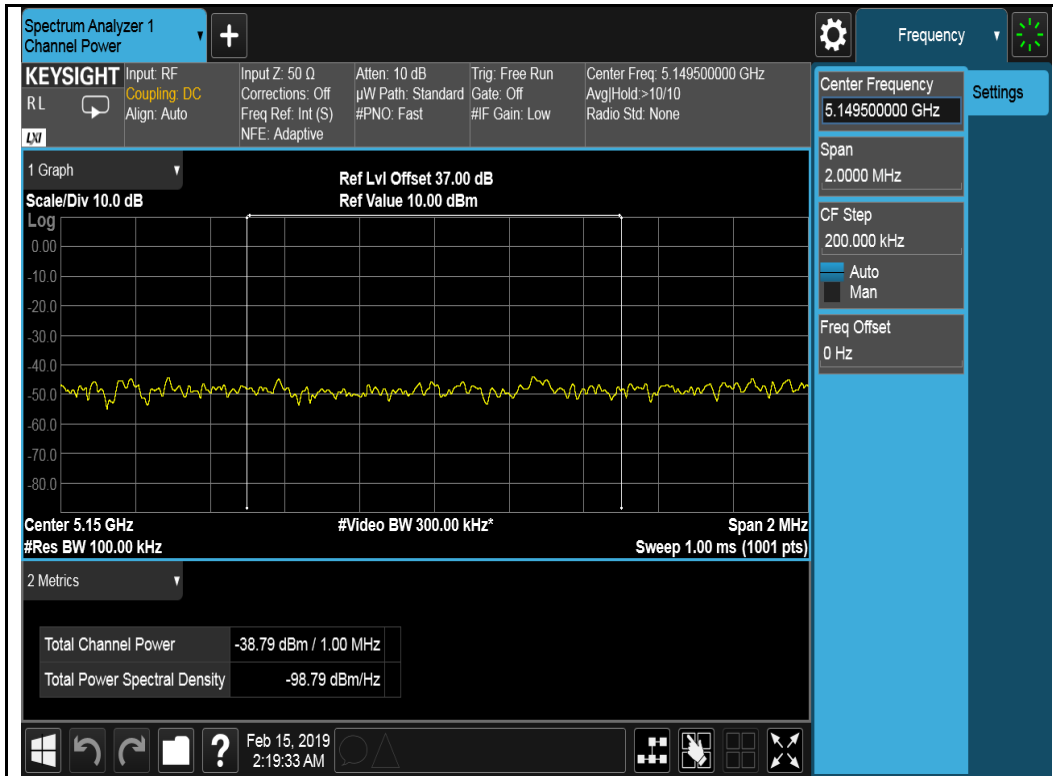 Spectrum Analyzer 1
Channel Power
▼
+
Frequency
▼
KEYSIGHT
RL
LXI
Input: RF
Coupling: DC
Align: Auto
Input Z: 50 Ω
Corrections: Off
Freq Ref: Int (S)
NFE: Adaptive
Atten: 10 dB
µW Path: Standard
#PNO: Fast
Trig: Free Run
Gate: Off
#IF Gain: Low
Center Freq: 5.149500000 GHz
Avg|Hold:>10/10
Radio Std: None
Center Frequency
5.149500000 GHz
Settings
Span
2.0000 MHz
CF Step
200.000 kHz
Auto
Man
Freq Offset
0 Hz
1 Graph
▼
Scale/Div 10.0 dB
Ref Lvl Offset 37.00 dB
Ref Value 10.00 dBm
Log
0.00
-10.0
-20.0
-30.0
-40.0
-50.0
-60.0
-70.0
-80.0
Center 5.15 GHz
#Video BW 300.00 kHz*
Span 2 MHz
#Res BW 100.00 kHz
Sweep 1.00 ms (1001 pts)
2 Metrics
▼
Total Channel Power -38.79 dBm / 1.00 MHz
Total Power Spectral Density -98.79 dBm/Hz
?
Feb 15, 2019
2:19:33 AM